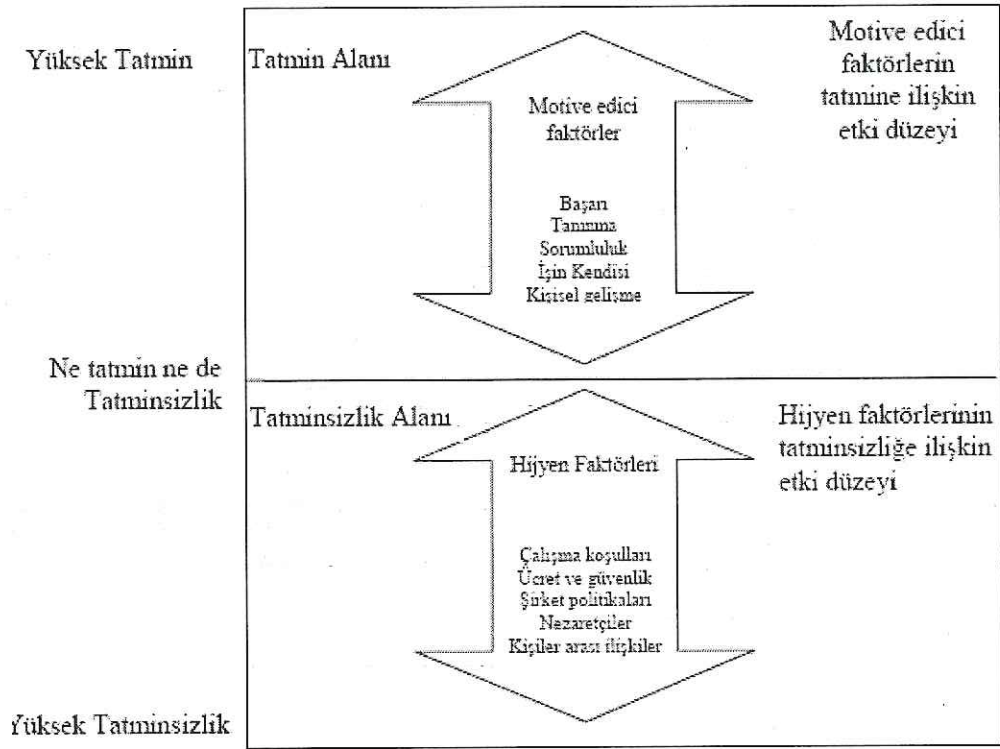 Yüksek Tatmin
Tatmin Alanı
Motive edici
faktörlerin
tatmine ilişkin
etki düzeyi
Motive edici
faktörler
Başarı
Tanınma
Sorumluluk
İşin Kendisi
Kişisel gelişme
Ne tatmin ne de
Tatminsizlik
Tatminsizlik Alanı
Hijyen faktörlerinin
tatminsizliğe ilişkin
etki düzeyi
Hijyen Faktörleri
Çalışma koşulları
Ücret ve güvenlik
Şirket politikaları
Nezaretçiler
Kişiler arası ilişkiler
Yüksek Tatminsizlik